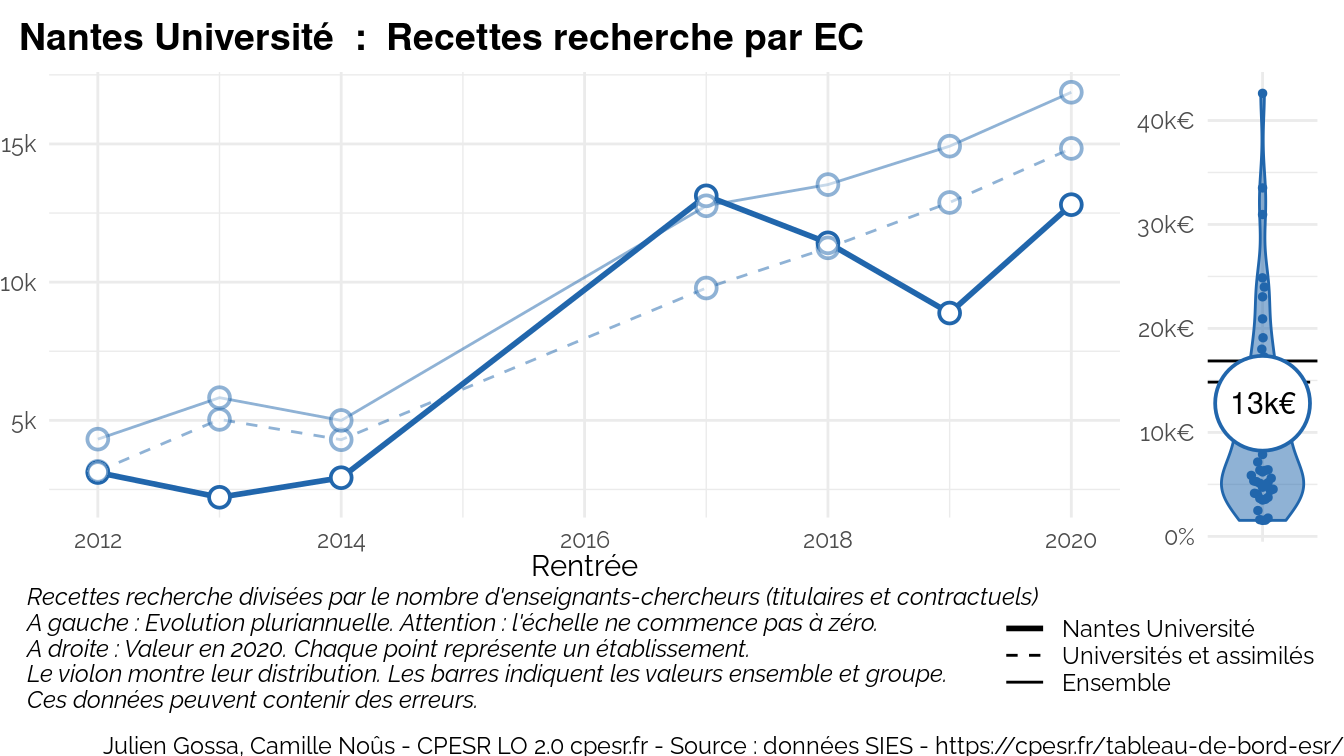 Nantes Université : Recettes recherche par EC
15k
10k
5k
2012 2014 2016 2018 2020
Rentrée
40k€
30k€
20k€
13k€
10k€
0%
Recettes recherche divisées par le nombre d'enseignants-chercheurs (titulaires et contractuels)
A gauche : Evolution pluriannuelle. Attention : l'échelle ne commence pas à zéro.
A droite : Valeur en 2020. Chaque point représente un établissement.
Le violon montre leur distribution. Les barres indiquent les valeurs ensemble et groupe.
Ces données peuvent contenir des erreurs.
Nantes Université
Universités et assimilés
Ensemble
Julien Gossa, Camille Noûs - CPESR LO 2.0 cpesr.fr - Source : données SIES - https://cpesr.fr/tableau-de-bord-esr/